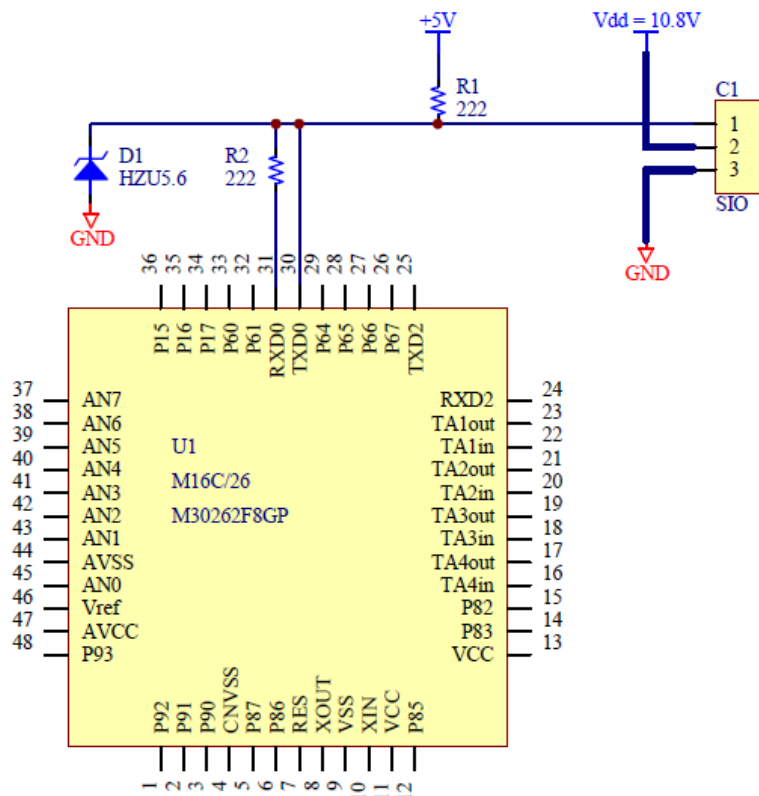 +5V
Vdd = 10.8V
R1
222
C1
1
2
3
SIO
D1
HZU5.6
R2
222
GND
GND
36
35
34
33
32
31
30
29
28
27
26
25
P15
P16
P17
P60
P61
RXD0
TXD0
P64
P65
P66
P67
TXD2
37 AN7
38 AN6
39 AN5
40 AN4
41 AN3
42 AN2
43 AN1
44 AVSS
45 AN0
46 Vref
47 AVCC
48 P93
U1
M16C/26
M30262F8GP
RXD2 24
TA1out 23
TA1in 22
TA2out 21
TA2in 20
TA3out 19
TA3in 18
TA4out 17
TA4in 16
P82 15
P83 14
VCC 13
P92
P91
P90
CNVSS
P87
P86
RES
XOUT
VSS
XIN
VCC
P85
1
2
3
4
5
6
7
8
9
10
11
12